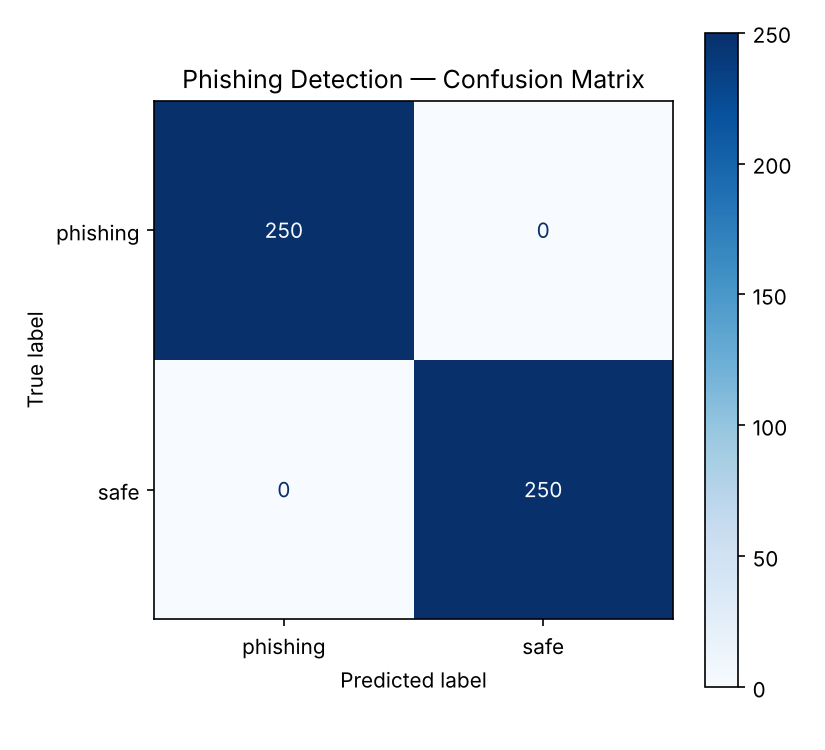 Phishing Detection — Confusion Matrix
250
200
150
100
50
0
True label
phishing
safe
250
0
0
250
phishing
safe
Predicted label